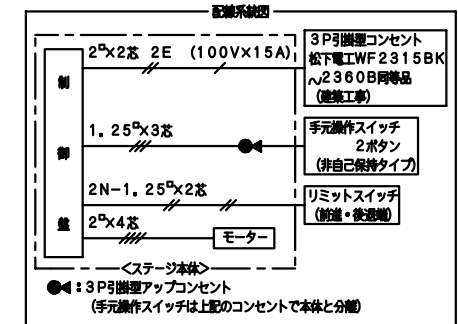 配線系統図
2□×2芯 2E (100V×15A)
3P引掛型コンセント
松下電工WF2315BK
～2360B同等品
(建築工事)
制御盤
1.25□×3芯
手元操作スイッチ
2ボタン
(非自己保持タイプ)
2N-1.25□×2芯
リミットスイッチ
(前進・後退端)
2□×4芯
モーター
<ステージ本体>
:3P引掛型アップコンセント
(手元操作スイッチは上記のコンセントで本体と分離)